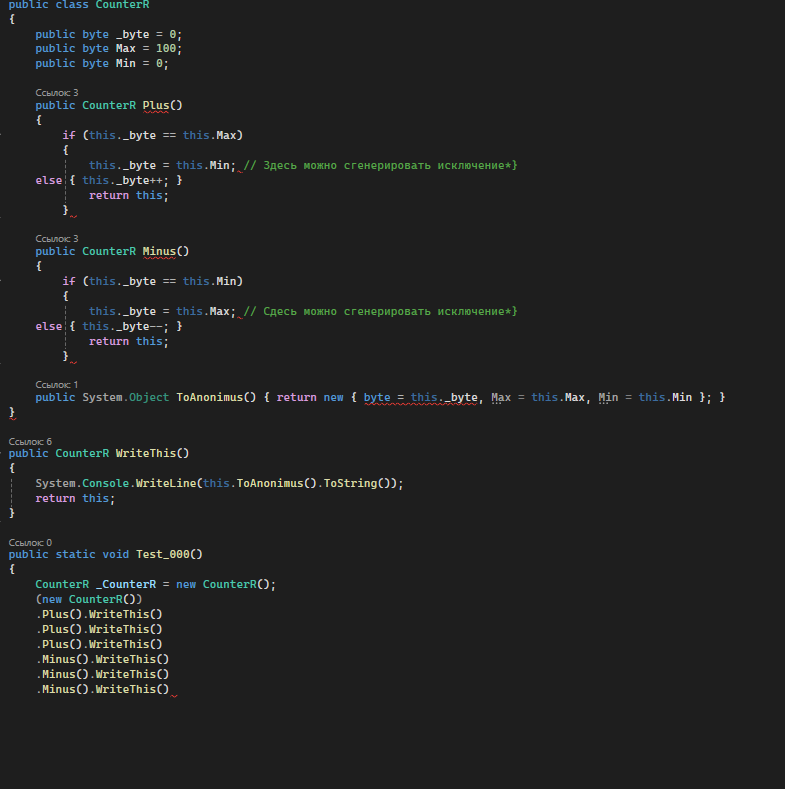 public class CounterR
{
public byte _byte = 0;
public byte Max = 100;
public byte Min = 0;
Ссылок: 3
public CounterR Plus()
{
if (this._byte == this.Max)
{
this._byte = this.Min; // Здесь можно сгенерировать исключение*}
else { this._byte++; }
return this;
}
Ссылок: 3
public CounterR Minus()
{
if (this._byte == this.Min)
{
this._byte = this.Max; // Сдесь можно сгенерировать исключение*}
else { this._byte--; }
return this;
}
Ссылок: 1
public System.Object ToAnonimus() { return new { byte = this._byte, Max = this.Max, Min = this.Min }; }
}
Ссылок: 6
public CounterR WriteThis()
{
System.Console.WriteLine(this.ToAnonimus().ToString());
return this;
}
Ссылок: 0
public static void Test_000()
{
CounterR _CounterR = new CounterR();
(new CounterR())
.Plus().WriteThis()
.Plus().WriteThis()
.Plus().WriteThis()
.Minus().WriteThis()
.Minus().WriteThis()
.Minus().WriteThis()